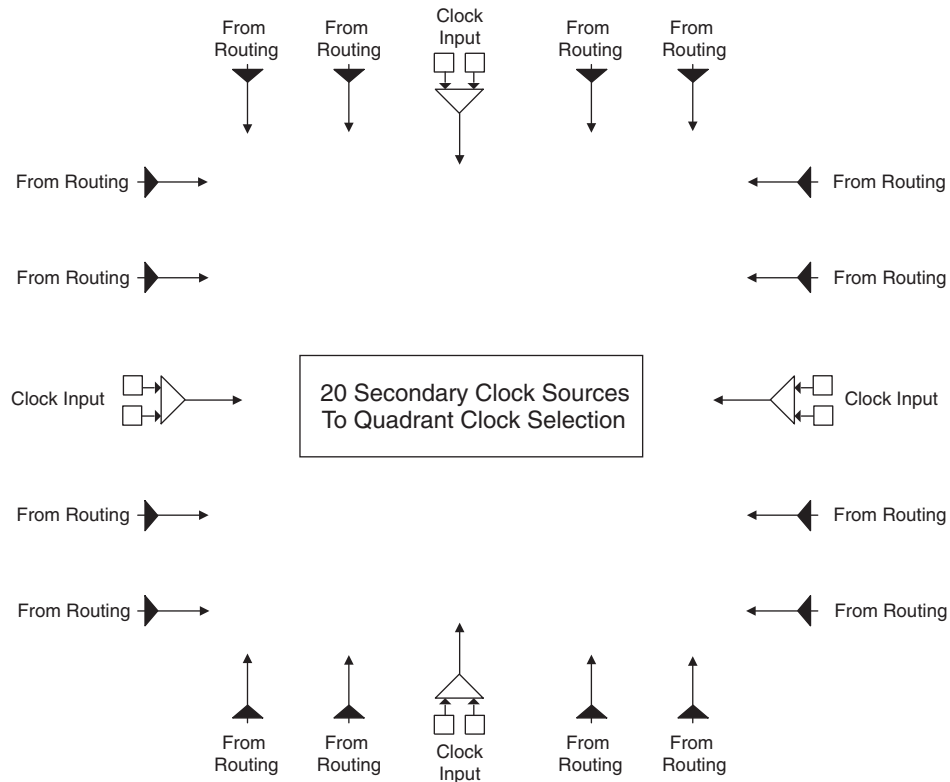 From
Routing
From
Routing
Clock
Input
From
Routing
From
Routing
From Routing
From Routing
From Routing
From Routing
Clock Input
20 Secondary Clock Sources
To Quadrant Clock Selection
Clock Input
From Routing
From Routing
From Routing
From Routing
From
Routing
From
Routing
Clock
Input
From
Routing
From
Routing